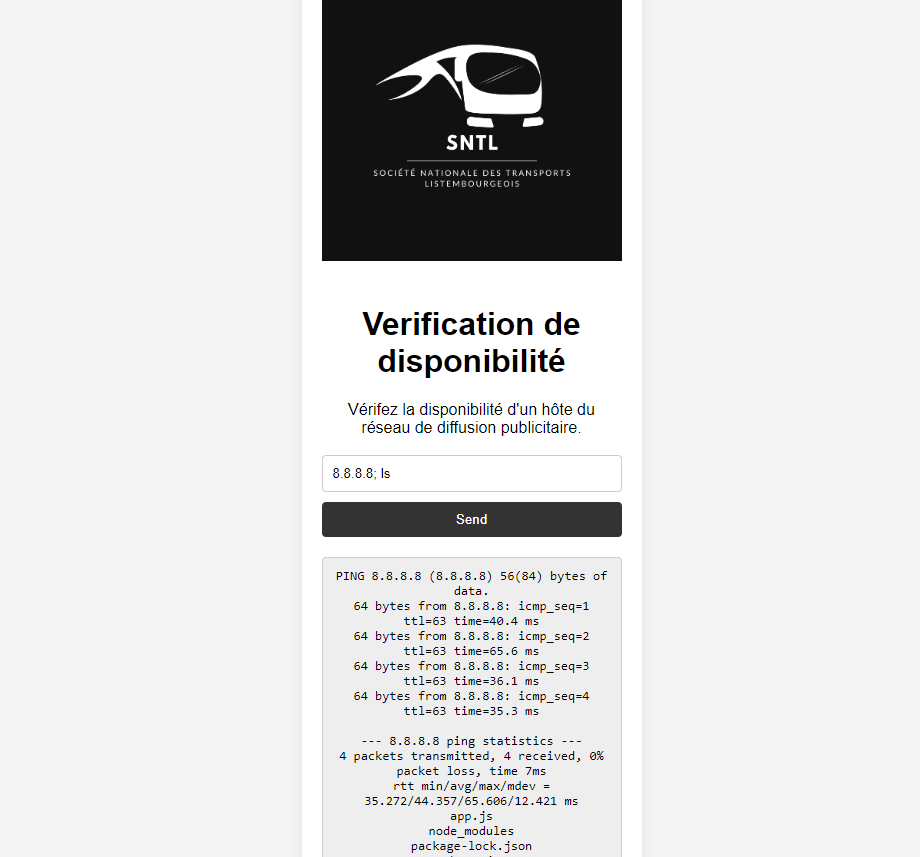 SNTL
SOCIÉTÉ NATIONALE DES TRANSPORTS
LISTEMBOURGEOIS
Verification de
disponibilité
Vérifez la disponibilité d'un hôte du
réseau de diffusion publicitaire.
8.8.8.8; ls
Send
PING 8.8.8.8 (8.8.8.8) 56(84) bytes of
data.
64 bytes from 8.8.8.8: icmp_seq=1
ttl=63 time=40.4 ms
64 bytes from 8.8.8.8: icmp_seq=2
ttl=63 time=65.6 ms
64 bytes from 8.8.8.8: icmp_seq=3
ttl=63 time=36.1 ms
64 bytes from 8.8.8.8: icmp_seq=4
ttl=63 time=35.3 ms
--- 8.8.8.8 ping statistics ---
4 packets transmitted, 4 received, 0%
packet loss, time 7ms
rtt min/avg/max/mdev =
35.272/44.357/65.606/12.421 ms
app.js
node_modules
package-lock.json